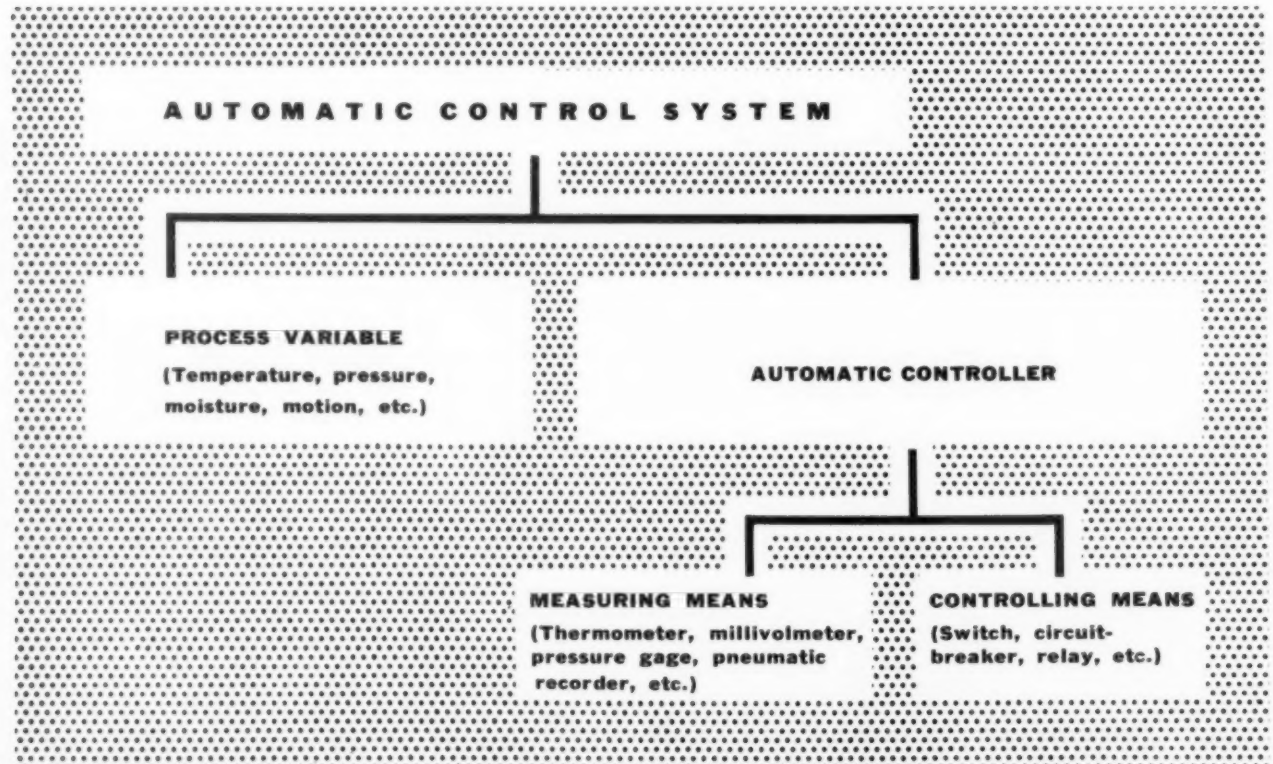 AUTOMATIC CONTROL SYSTEM
PROCESS VARIABLE
(Temperature, pressure,
moisture, motion, etc.)
AUTOMATIC CONTROLLER
MEASURING MEANS
(Thermometer, millivolmeter,
pressure gage, pneumatic
recorder, etc.)
CONTROLLING MEANS
(Switch, circuit-
breaker, relay, etc.)